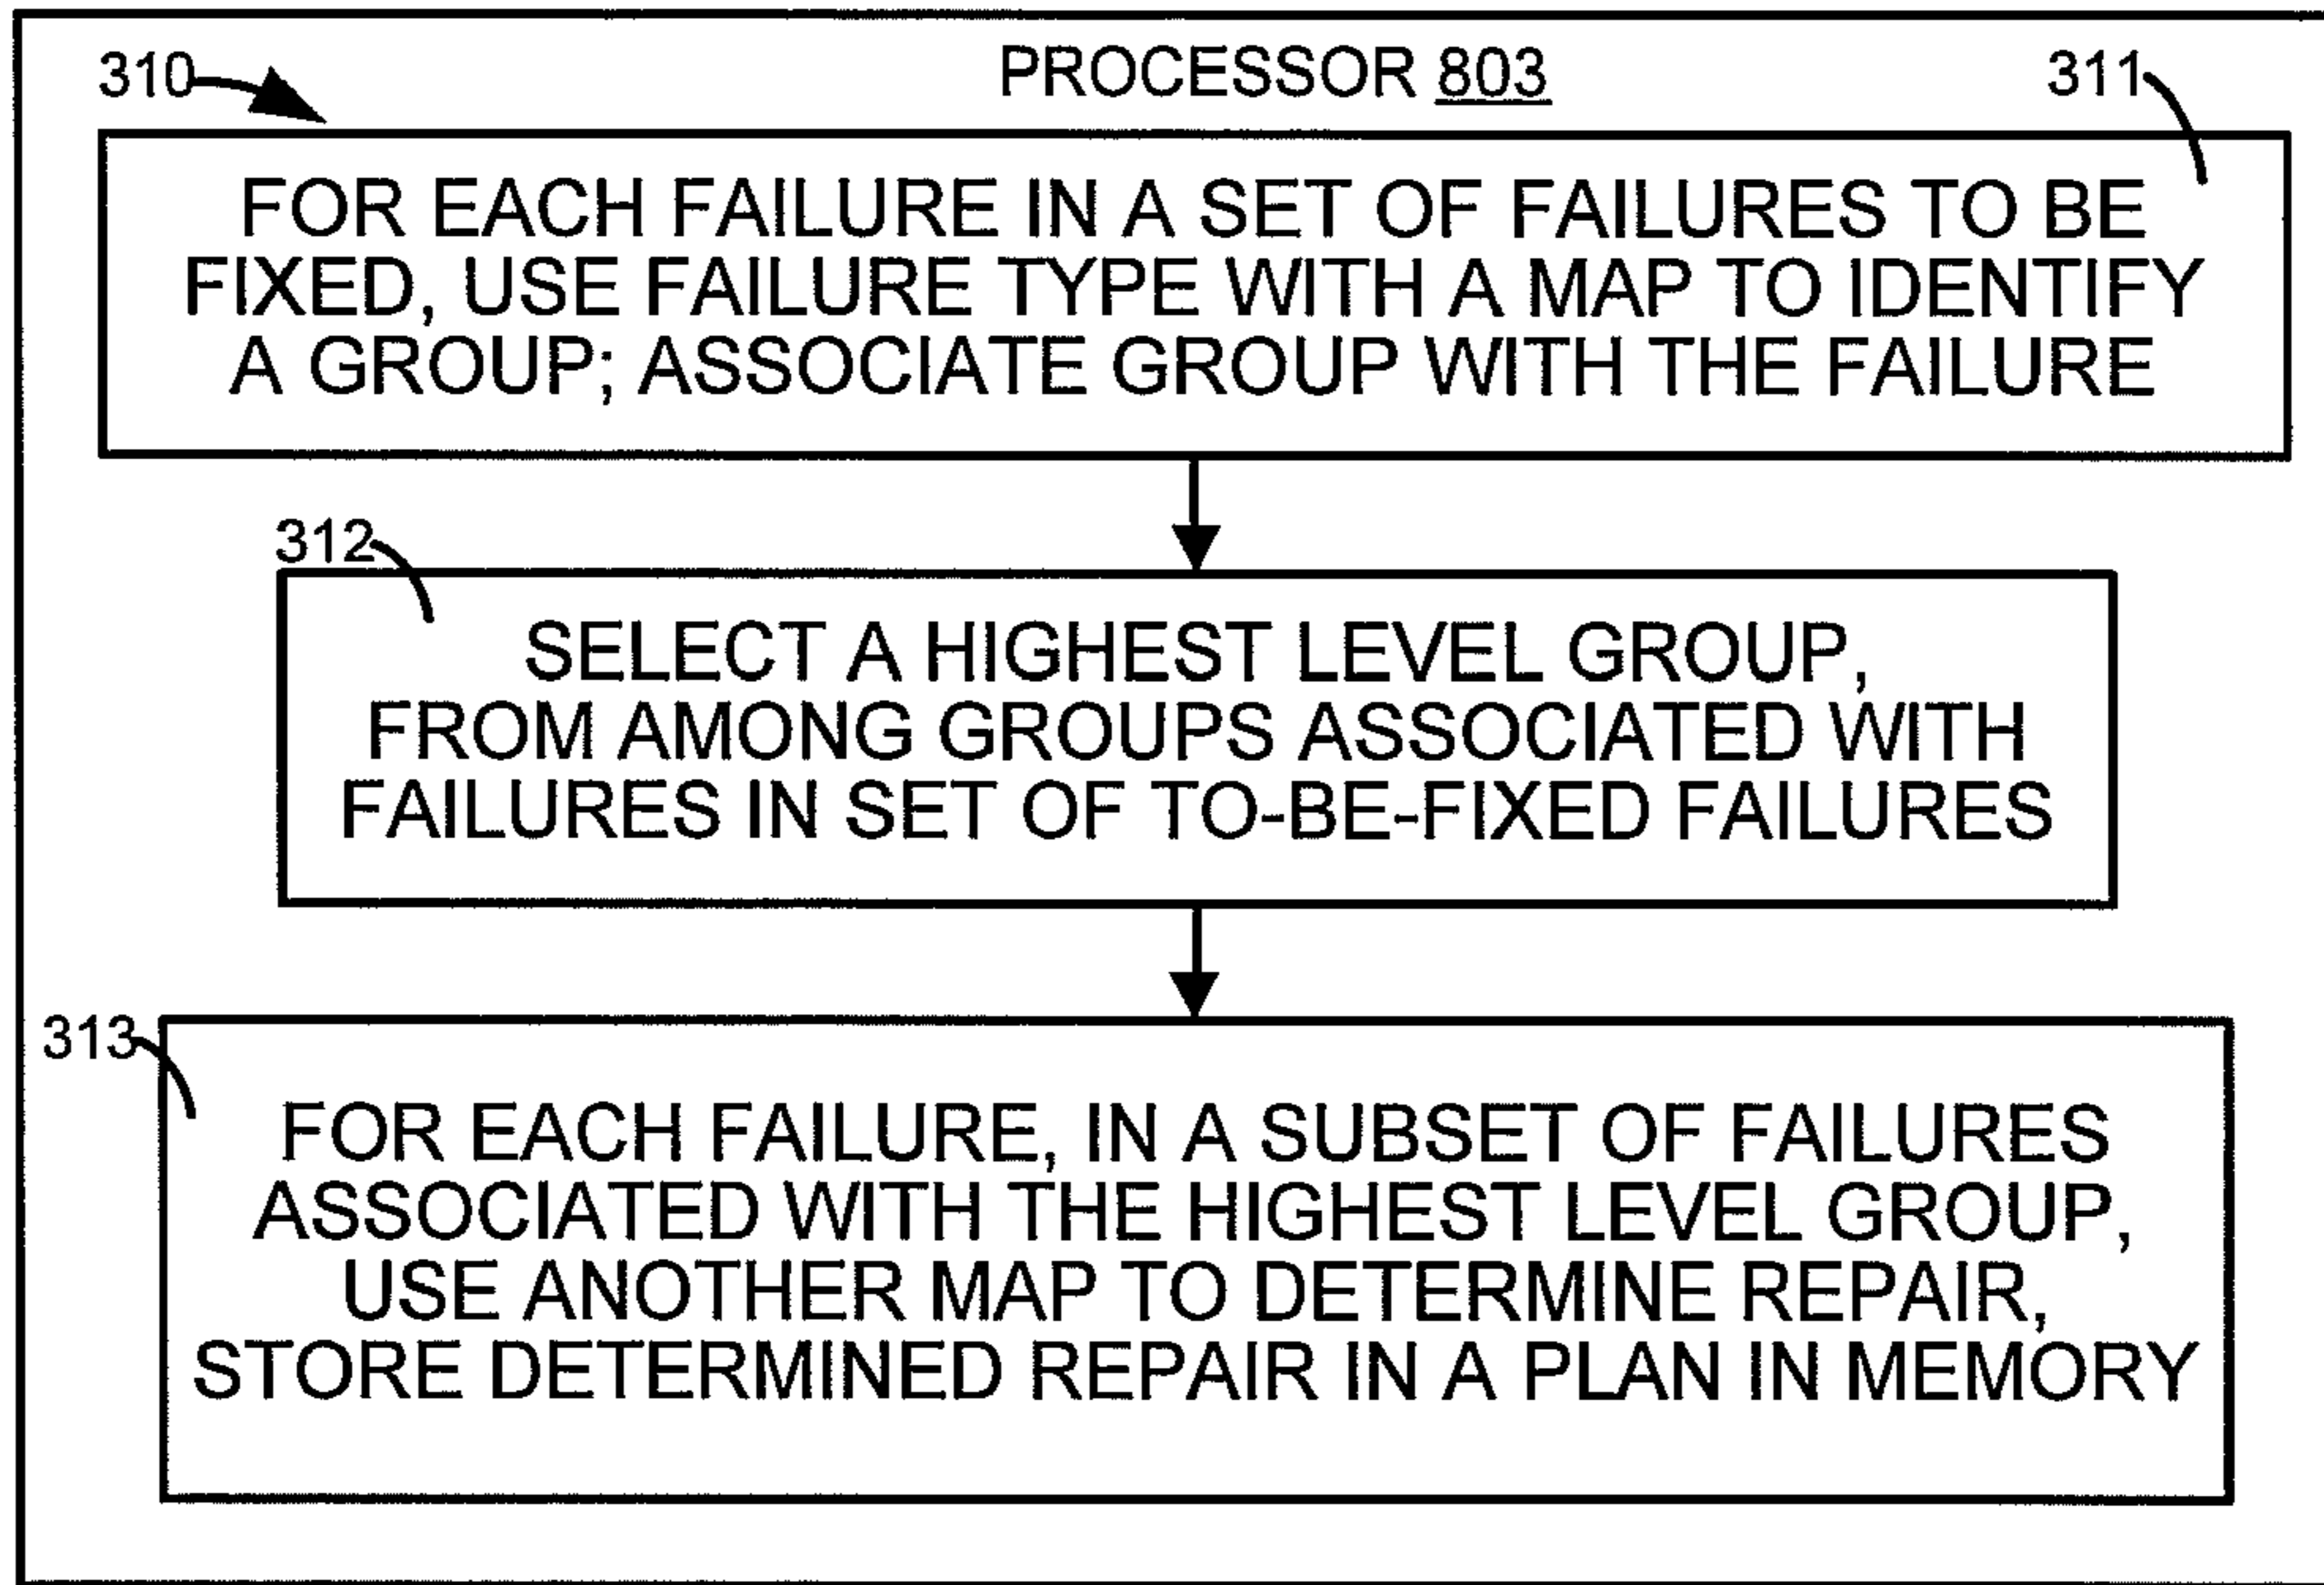 310
PROCESSOR 803
311
FOR EACH FAILURE IN A SET OF FAILURES TO BE
FIXED, USE FAILURE TYPE WITH A MAP TO IDENTIFY
A GROUP; ASSOCIATE GROUP WITH THE FAILURE
312
SELECT A HIGHEST LEVEL GROUP,
FROM AMONG GROUPS ASSOCIATED WITH
FAILURES IN SET OF TO-BE-FIXED FAILURES
313
FOR EACH FAILURE, IN A SUBSET OF FAILURES
ASSOCIATED WITH THE HIGHEST LEVEL GROUP,
USE ANOTHER MAP TO DETERMINE REPAIR,
STORE DETERMINED REPAIR IN A PLAN IN MEMORY